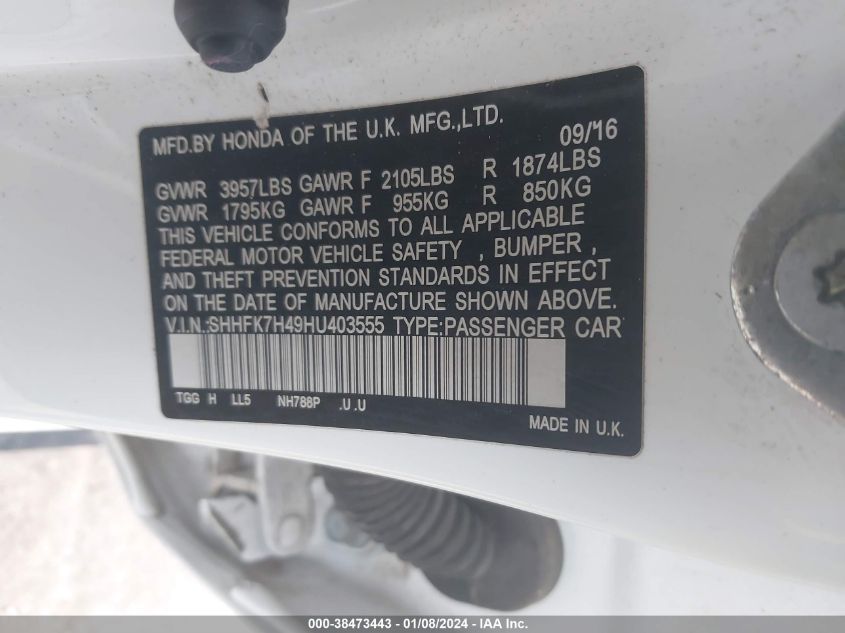 MFD.BY HONDA OF THE U.K. MFG.,LTD. 09/16
GVWR 3957LBS GAWR F 2105LBS R 1874LBS
GVWR 1795KG GAWR F 955KG R 850KG
THIS VEHICLE CONFORMS TO ALL APPLICABLE
FEDERAL MOTOR VEHICLE SAFETY , BUMPER ,
AND THEFT PREVENTION STANDARDS IN EFFECT
ON THE DATE OF MANUFACTURE SHOWN ABOVE.
V.I.N.:SHHFK7H49HU403555 TYPE:PASSENGER CAR
TGG H LL5 NH788P .U .U
MADE IN U.K.
000-38473443 - 01/08/2024 - IAA Inc.